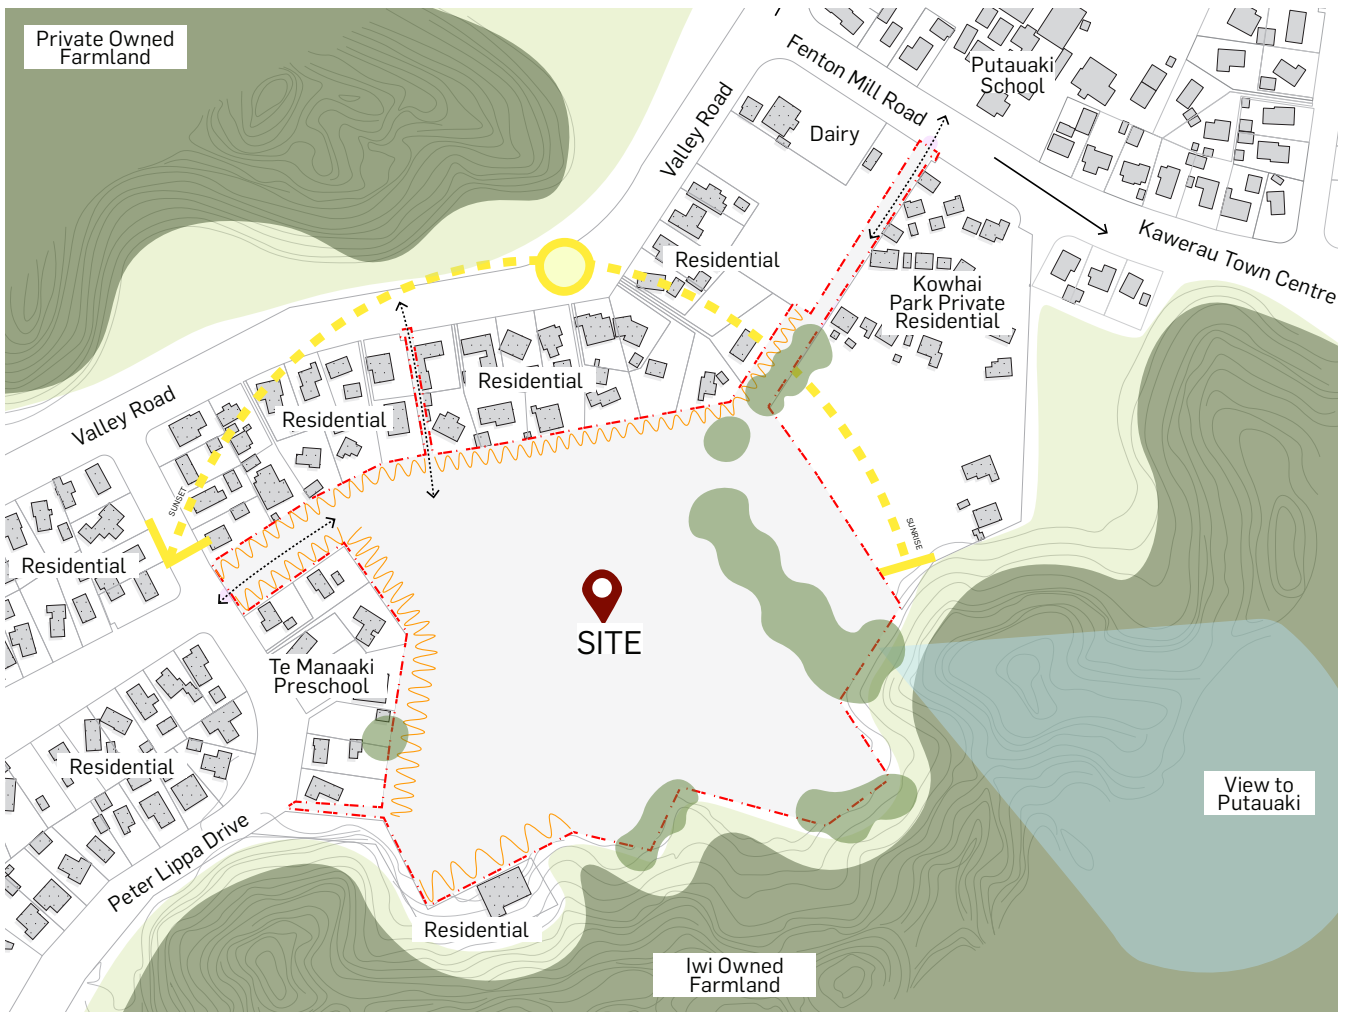 Private Owned
Farmland
Fenton Mill Road
Putauaki
School
Valley Road
Dairy
Kawerau Town Centre
Residential
Kowhai
Park Private
Residential
Residential
Residential
Valley Road
SUNSET
SUNRISE
Residential
SITE
Te Manaaki
Preschool
Residential
View to
Putauaki
Peter Lippa Drive
Residential
Iwi Owned
Farmland